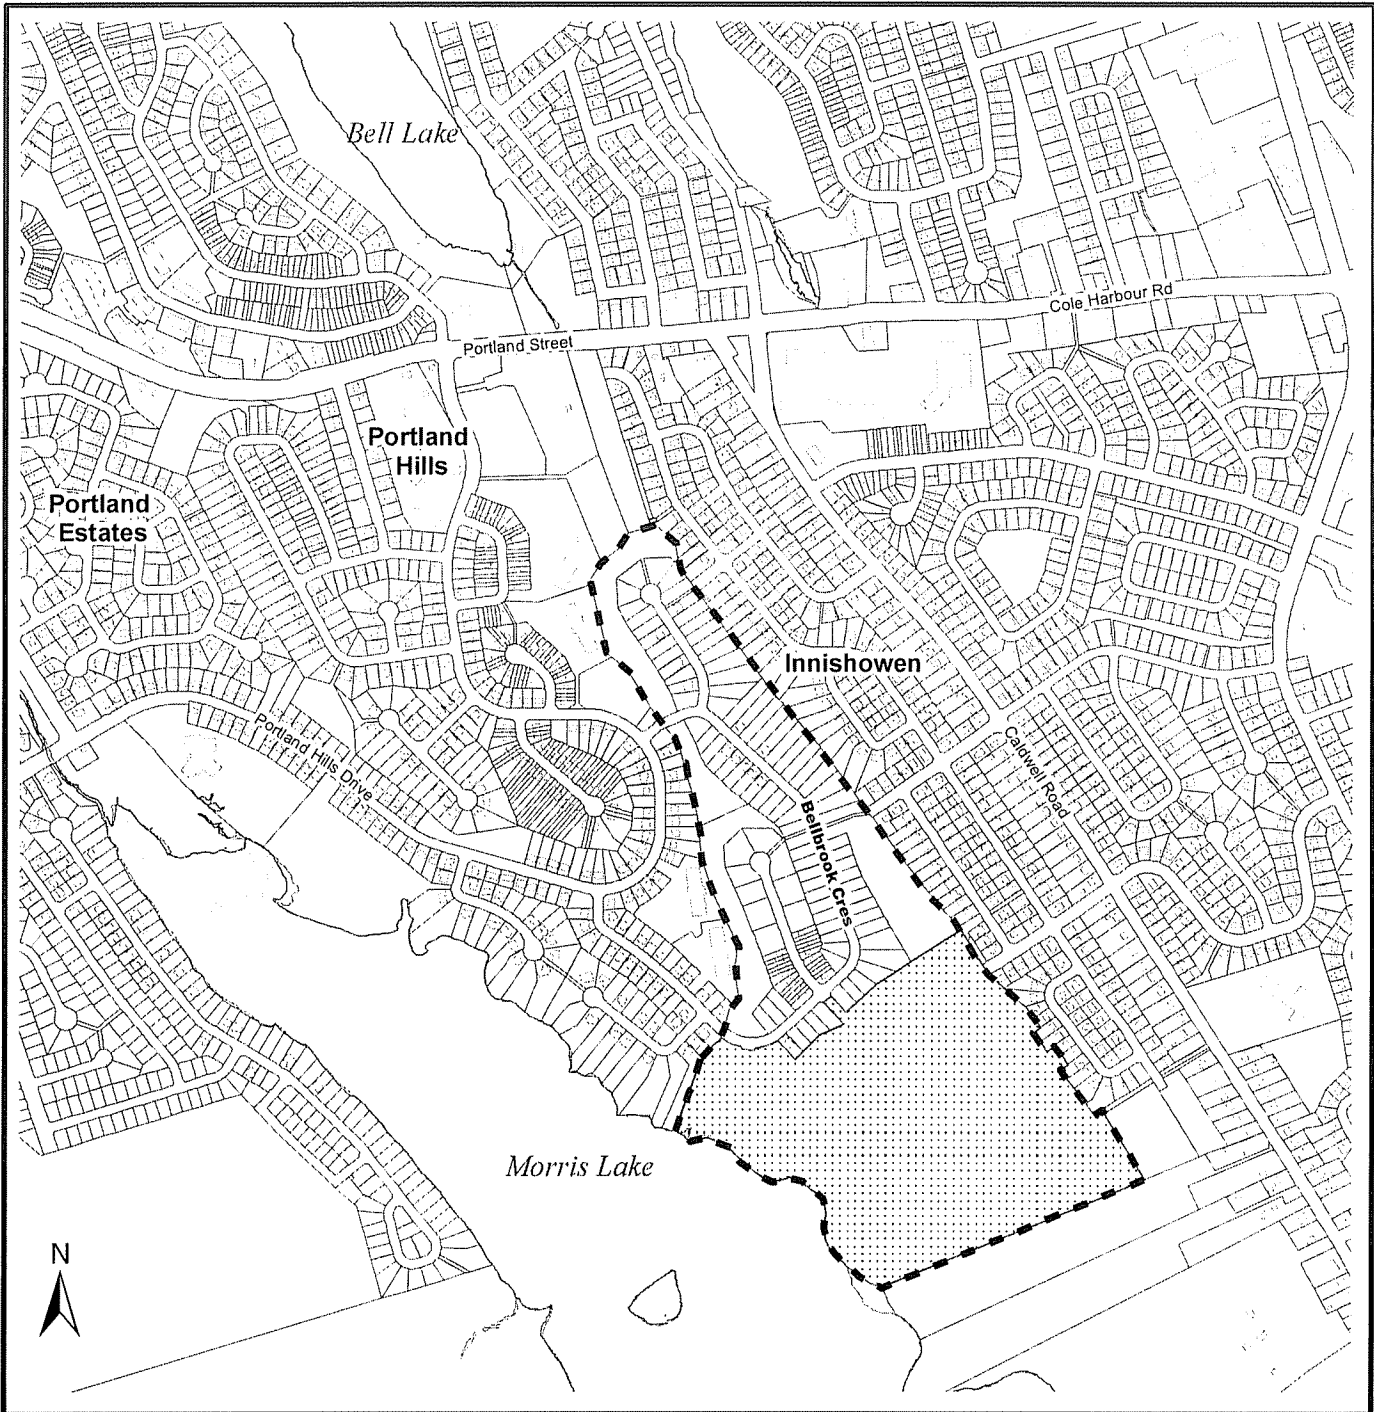 Bell Lake
Cole Harbour Rd
Portland Street
Portland
Hills
Portland
Estates
Innishowen
Portland Hills Drive
Caldwell Road
Bellbrook Cres
Morris Lake
N